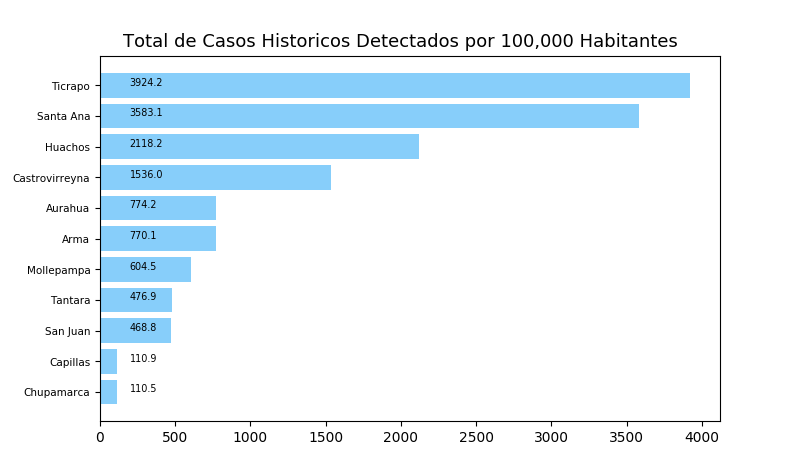 Total de Casos Historicos Detectados por 100,000 Habitantes
Ticrapo 3924.2
Santa Ana 3583.1
Huachos 2118.2
Castrovirreyna 1536.0
Aurahua 774.2
Arma 770.1
Mollepampa 604.5
Tantara 476.9
San Juan 468.8
Capillas 110.9
Chupamarca 110.5
0 500 1000 1500 2000 2500 3000 3500 4000